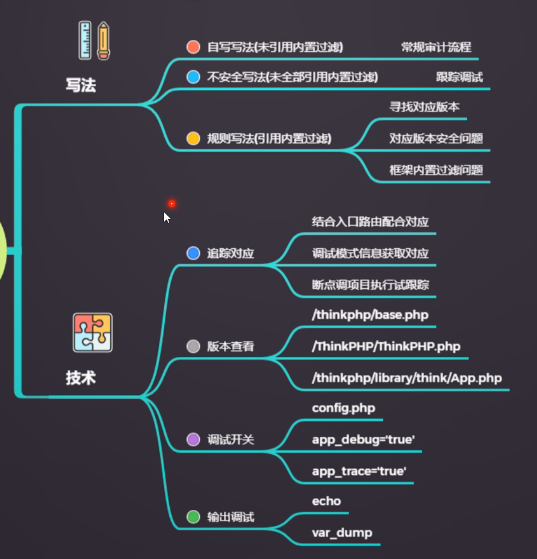 写法
自写写法(未引用内置过滤)
常规审计流程
不安全写法(未全部引用内置过滤)
跟踪调试
规则写法(引用内置过滤)
寻找对应版本
对应版本安全问题
框架内置过滤问题
技术
追踪对应
结合入口路由配合对应
调试模式信息获取对应
断点调项目执行试跟踪
版本查看
/thinkphp/base.php
/ThinkPHP/ThinkPHP.php
/thinkphp/library/think/App.php
调试开关
config.php
app_debug='true'
app_trace='true'
输出调试
echo
var_dump